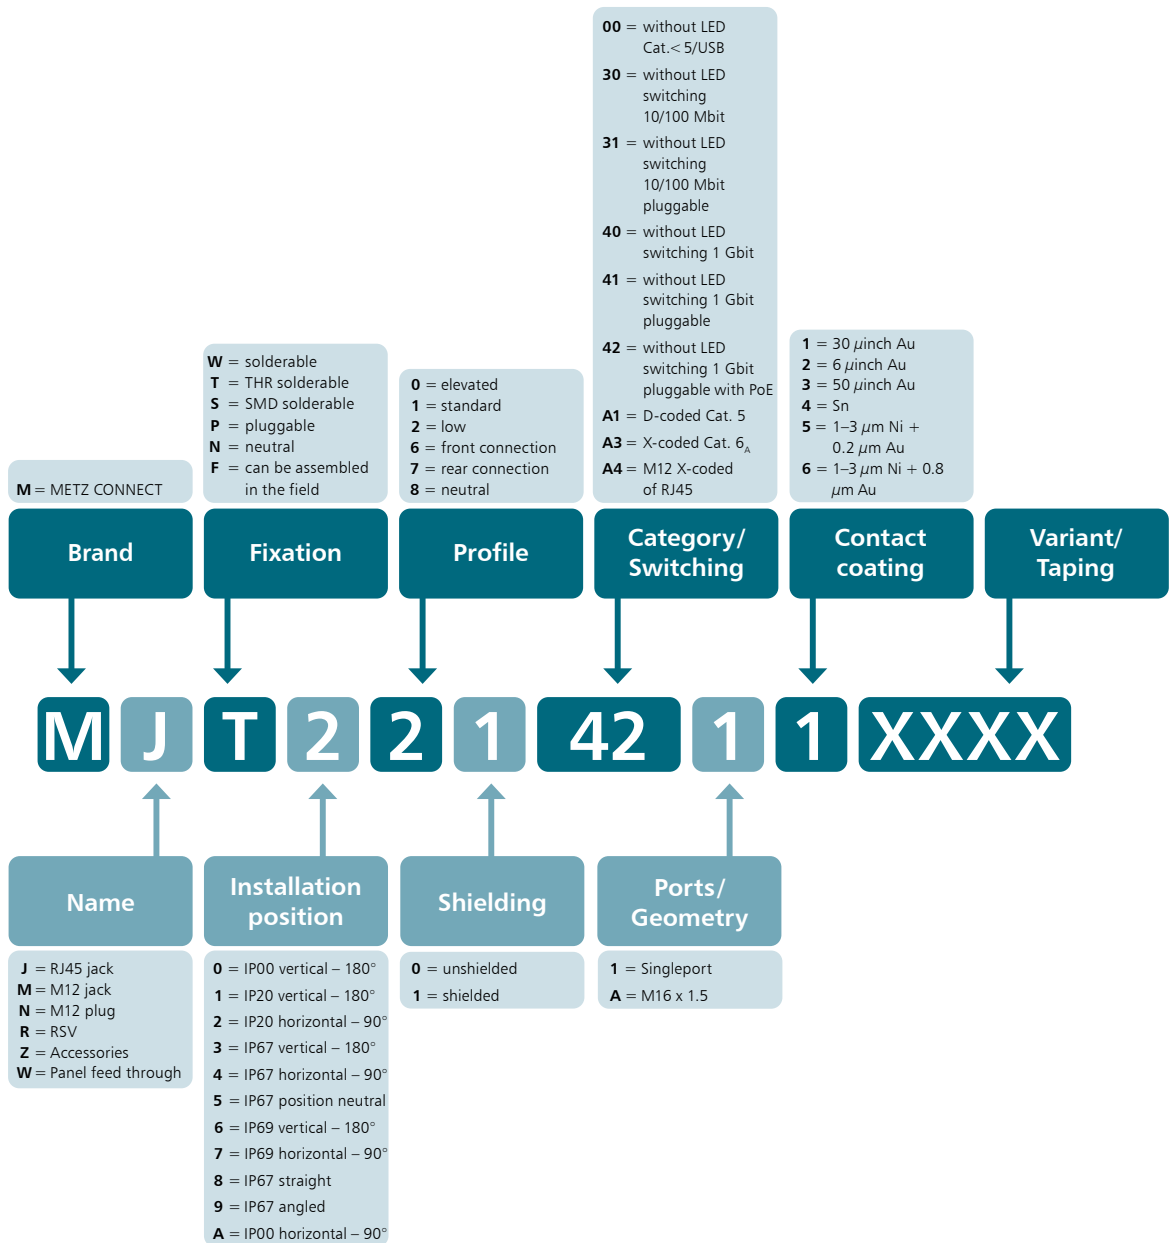 00 = without LED
Cat.< 5/USB
30 = without LED
switching
10/100 Mbit
31 = without LED
switching
10/100 Mbit
pluggable
40 = without LED
switching 1 Gbit
41 = without LED
switching 1 Gbit
pluggable
42 = without LED
switching 1 Gbit
pluggable with PoE
A1 = D-coded Cat. 5
A3 = X-coded Cat. 6A
A4 = M12 X-coded
of RJ45
M = METZ CONNECT
W = solderable
T = THR solderable
S = SMD solderable
P = pluggable
N = neutral
F = can be assembled
in the field
0 = elevated
1 = standard
2 = low
6 = front connection
7 = rear connection
8 = neutral
1 = 30 µinch Au
2 = 6 µinch Au
3 = 50 µinch Au
4 = Sn
5 = 1–3 µm Ni +
0.2 µm Au
6 = 1–3 µm Ni + 0.8
µm Au
Brand
Fixation
Profile
Category/
Switching
Contact
coating
Variant/
Taping
M J T 2 2 1 42 1 1 XXXX
Name
Installation
position
Shielding
Ports/
Geometry
J = RJ45 jack
M = M12 jack
N = M12 plug
R = RSV
Z = Accessories
W = Panel feed through
0 = IP00 vertical – 180°
1 = IP20 vertical – 180°
2 = IP20 horizontal – 90°
3 = IP67 vertical – 180°
4 = IP67 horizontal – 90°
5 = IP67 position neutral
6 = IP69 vertical – 180°
7 = IP69 horizontal – 90°
8 = IP67 straight
9 = IP67 angled
A = IP00 horizontal – 90°
0 = unshielded
1 = shielded
1 = Singleport
A = M16 x 1.5